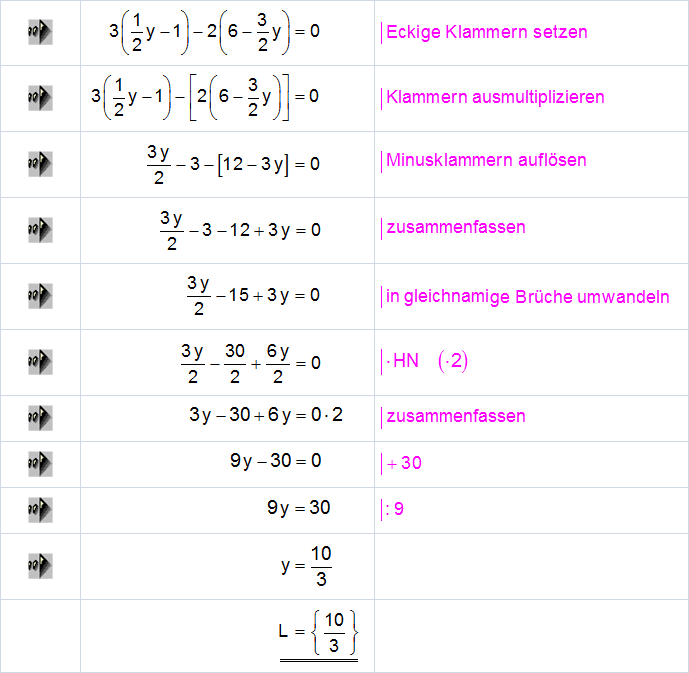 3(1/2 y − 1) − 2(6 − 3/2 y) = 0 | Eckige Klammern setzen
3(1/2 y − 1) − [2(6 − 3/2 y)] = 0 | Klammern ausmultiplizieren
3y/2 − 3 − [12 − 3y] = 0 | Minusklammern auflösen
3y/2 − 3 − 12 + 3y = 0 | zusammenfassen
3y/2 − 15 + 3y = 0 | in gleichnamige Brüche umwandeln
3y/2 − 30/2 + 6y/2 = 0 | ·HN (·2)
3y − 30 + 6y = 0·2 | zusammenfassen
9y − 30 = 0 | + 30
9y = 30 | : 9
y = 10/3
L = {10/3}